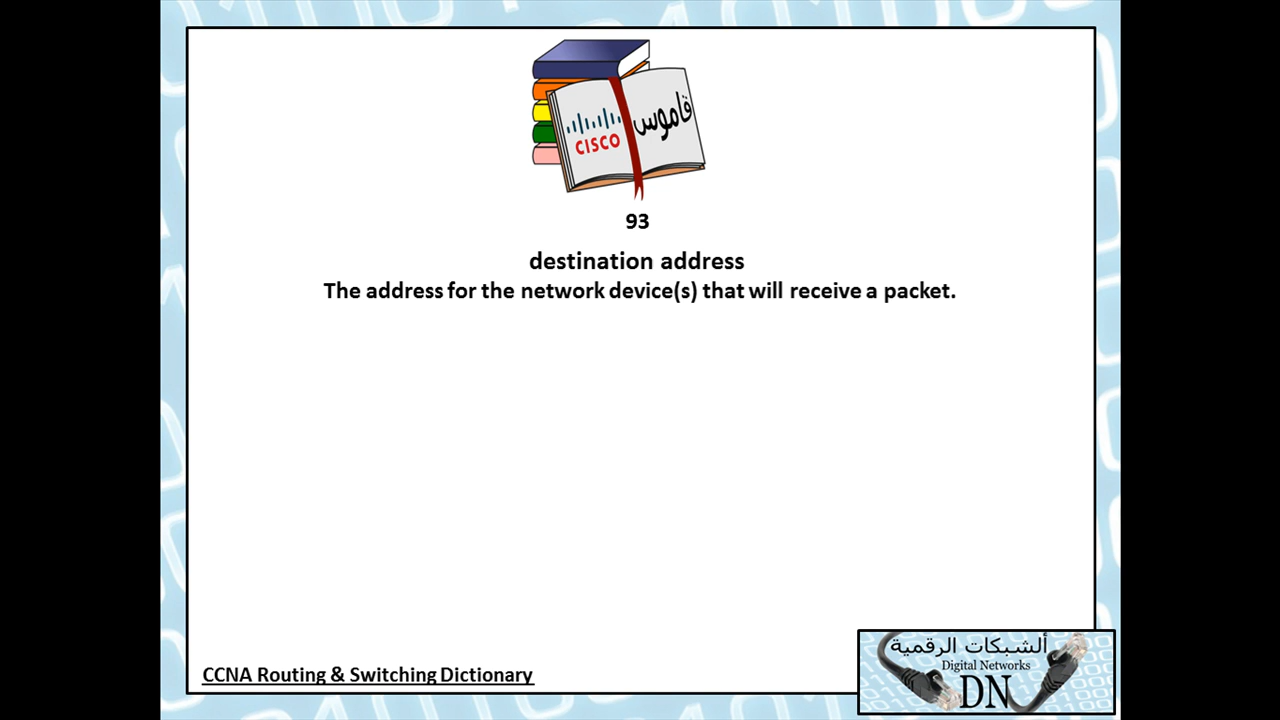 CISCO
قاموس
93
destination address
The address for the network device(s) that will receive a packet.
CCNA Routing & Switching Dictionary
ألشبكات الرقمية
Digital Networks
DN